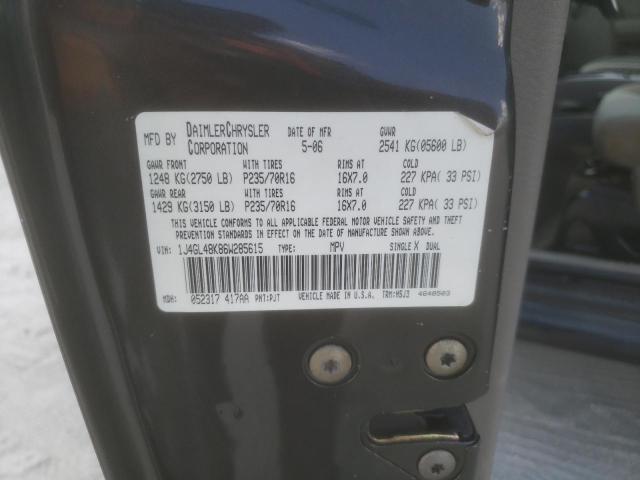 MFD BY DAIMLERCHRYSLER CORPORATION DATE OF MFR 5-06 GVWR 2541 KG(05600 LB)
GAWR FRONT WITH TIRES RIMS AT COLD
1248 KG(2750 LB) P235/70R16 16X7.0 227 KPA( 33 PSI)
GAWR REAR WITH TIRES RIMS AT COLD
1429 KG(3150 LB) P235/70R16 16X7.0 227 KPA( 33 PSI)
THIS VEHICLE CONFORMS TO ALL APPLICABLE FEDERAL MOTOR VEHICLE SAFETY AND THEFT
PREVENTION STANDARDS IN EFFECT ON THE DATE OF MANUFACTURE SHOWN ABOVE.
VIN: 1J4GL48K86W285615 TYPE: MPV SINGLE X DUAL
MDH: 052317 417AA PNT:PJT VEHICLE MADE IN U.S.A. TRM:MSJ3 4648503